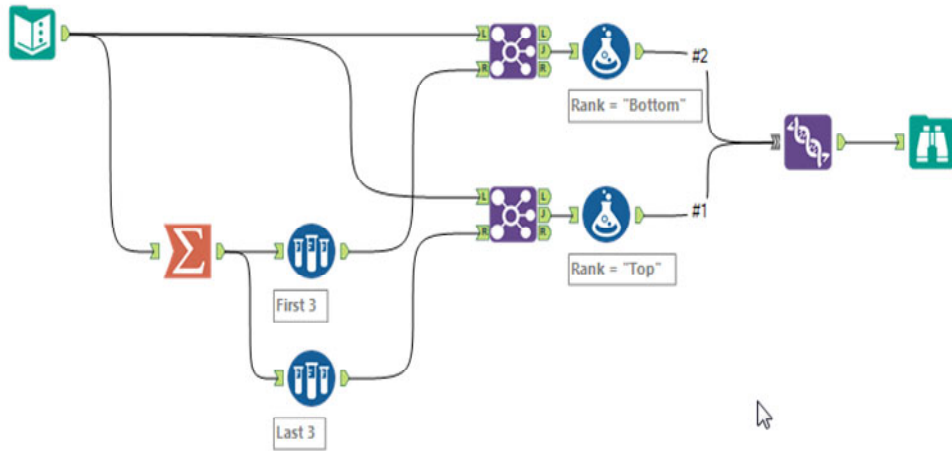 L
L
J
R
R
#2
Rank = "Bottom"
L
L
J
R
R
#1
Rank = "Top"
First 3
Last 3